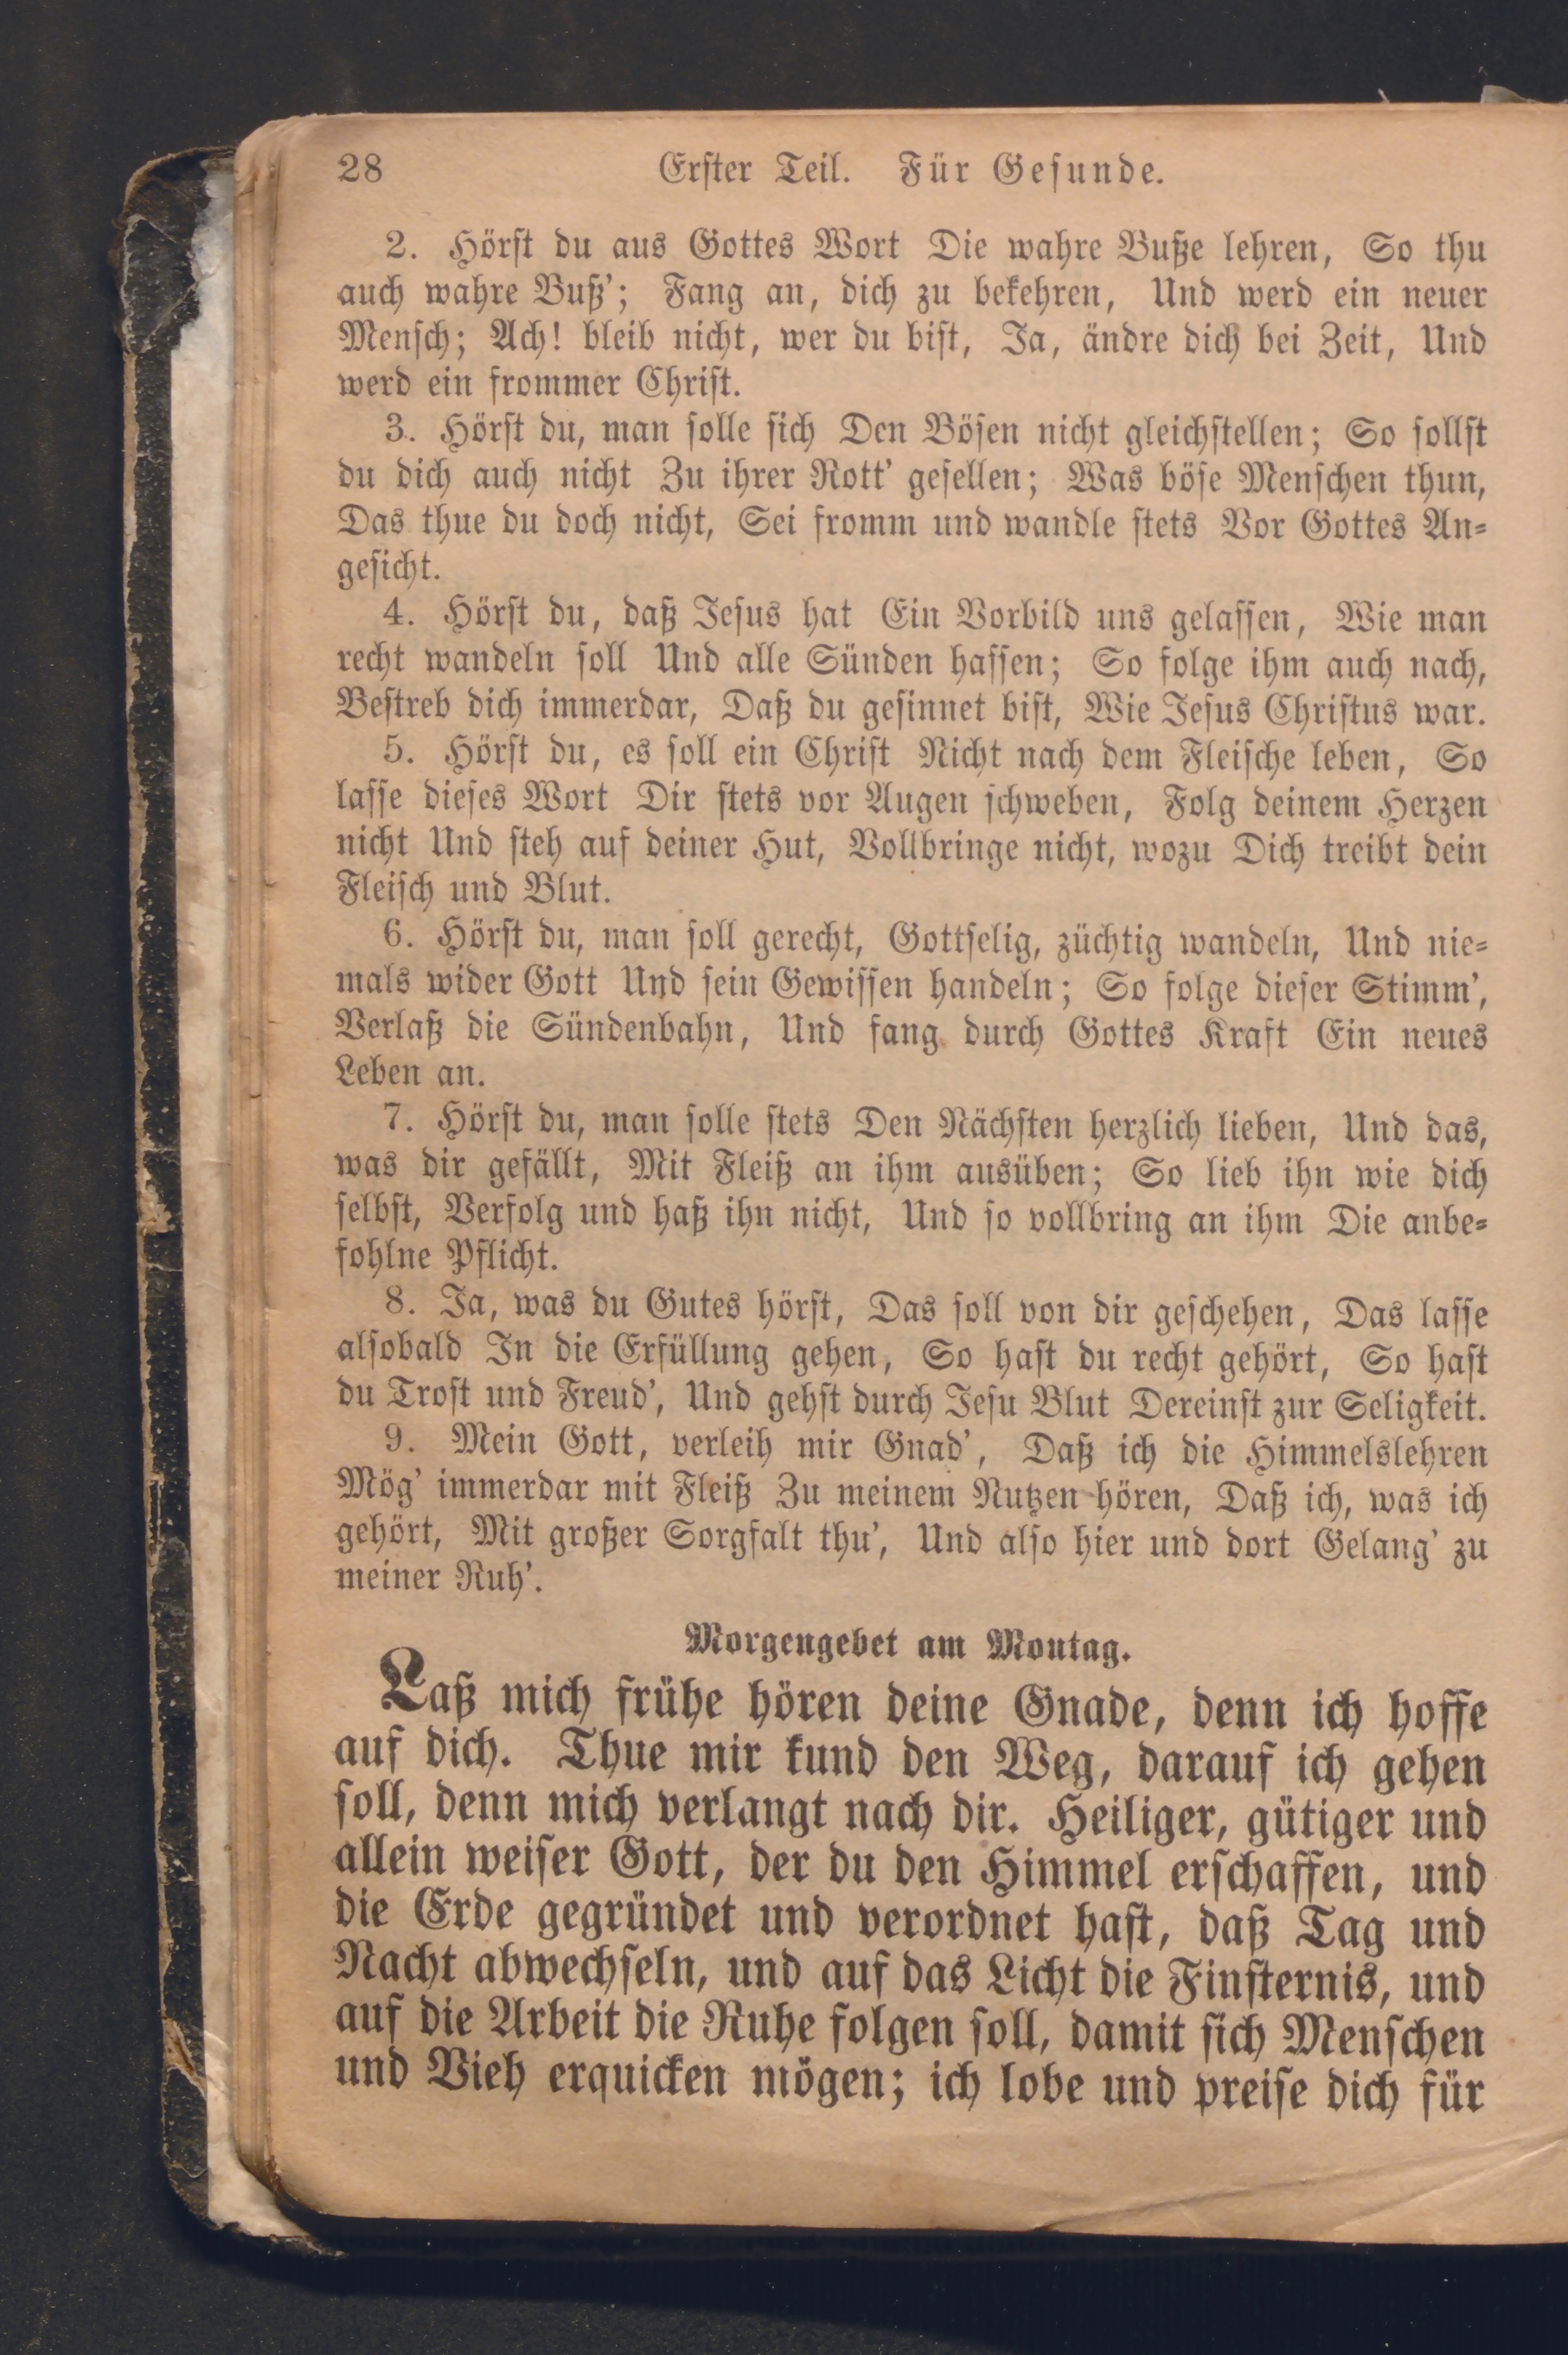 28 Erster Teil. Für Gesunde.
2. Hörst du aus Gottes Wort Die wahre Buße lehren, So thu
auch wahre Buß'; Fang an, dich zu bekehren, Und werd ein neuer
Mensch; Ach! bleib nicht, wer du bist, Ja, ändre dich bei Zeit, Und
werd ein frommer Christ.
3. Hörst du, man solle sich Den Bösen nicht gleichstellen; So sollst
du dich auch nicht Zu ihrer Rott' gesellen; Was böse Menschen thun,
Das thue du doch nicht, Sei fromm und wandle stets Vor Gottes An-
gesicht.
4. Hörst du, daß Jesus hat Ein Vorbild uns gelassen, Wie man
recht wandeln soll Und alle Sünden hassen; So folge ihm auch nach,
Bestreb dich immerdar, Daß du gesinnet bist, Wie Jesus Christus war.
5. Hörst du, es soll ein Christ Nicht nach dem Fleische leben, So
lasse dieses Wort Dir stets vor Augen schweben, Folg deinem Herzen
nicht Und steh auf deiner Hut, Vollbringe nicht, wozu Dich treibt dein
Fleisch und Blut.
6. Hörst du, man soll gerecht, Gottselig, züchtig wandeln, Und nie-
mals wider Gott Und sein Gewissen handeln; So folge dieser Stimm',
Verlaß die Sündenbahn, Und fang durch Gottes Kraft Ein neues
Leben an.
7. Hörst du, man solle stets Den Nächsten herzlich lieben, Und das,
was dir gefällt, Mit Fleiß an ihm ausüben; So lieb ihn wie dich
selbst, Verfolg und haß ihn nicht, Und so vollbring an ihm Die anbe-
fohlne Pflicht.
8. Ja, was du Gutes hörst, Das soll von dir geschehen, Das lasse
alsobald In die Erfüllung gehen, So hast du recht gehört, So hast
du Trost und Freud', Und gehst durch Jesu Blut Dereinst zur Seligkeit.
9. Mein Gott, verleih mir Gnad', Daß ich die Himmelslehren
Mög' immerdar mit Fleiß Zu meinem Nutzen hören, Daß ich, was ich
gehört, Mit großer Sorgfalt thu', Und also hier und dort Gelang' zu
meiner Ruh'.
Morgengebet am Montag.
Laß mich frühe hören deine Gnade, denn ich hoffe
auf dich. Thue mir kund den Weg, darauf ich gehen
soll, denn mich verlangt nach dir. Heiliger, gütiger und
allein weiser Gott, der du den Himmel erschaffen, und
die Erde gegründet und verordnet hast, daß Tag und
Nacht abwechseln, und auf das Licht die Finsternis, und
auf die Arbeit die Ruhe folgen soll, damit sich Menschen
und Vieh erquicken mögen; ich lobe und preise dich für